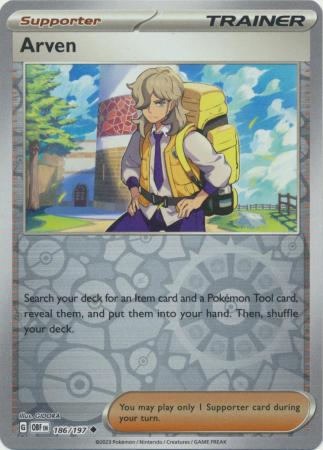 Supporter TRAINER
Arven
Search your deck for an Item card and a Pokémon Tool card,
reveal them, and put them into your hand. Then, shuffle
your deck.
Illus. GIDORA
G OBF EN 186/197 ◆
You may play only 1 Supporter card during
your turn.
©2023 Pokémon / Nintendo / Creatures / GAME FREAK